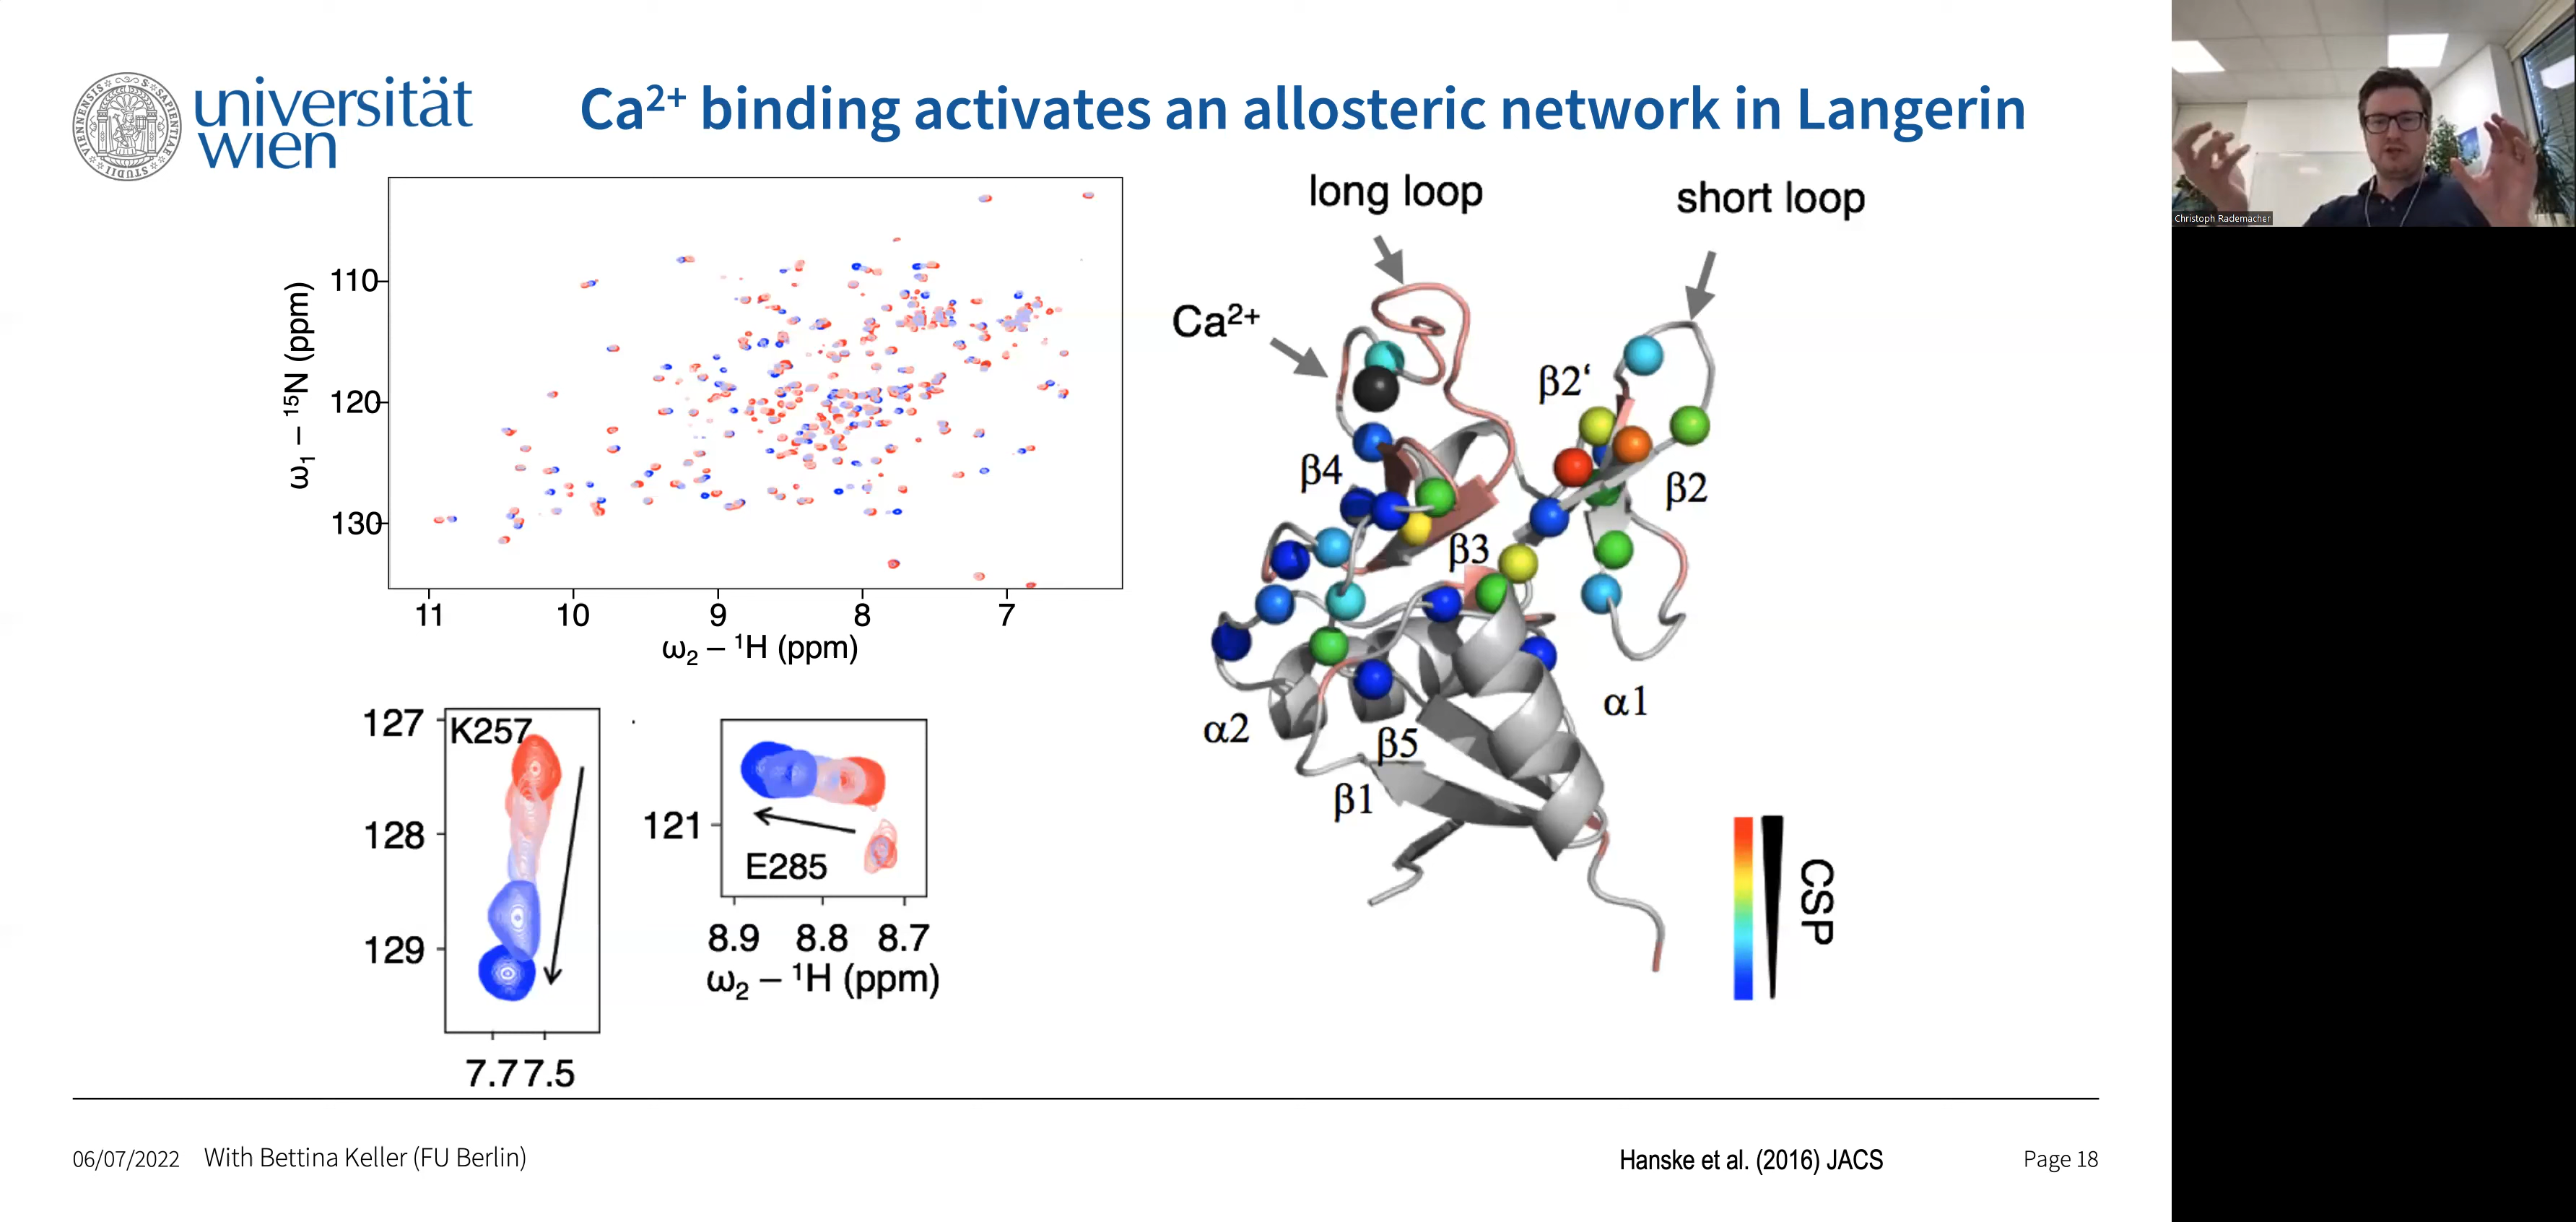 universität
wien
Ca²⁺ binding activates an allosteric network in Langerin
ω₁ – ¹⁵N (ppm)
110
120
130
11 10 9 8 7
ω₂ – ¹H (ppm)
127
128
129
K257
7.7 7.5
121
E285
8.9 8.8 8.7
ω₂ – ¹H (ppm)
long loop
short loop
Ca²⁺
β2‘
β4
β2
β3
α1
α2
β5
β1
CSP
06/07/2022 With Bettina Keller (FU Berlin)
Hanske et al. (2016) JACS
Page 18
Christoph Rademacher